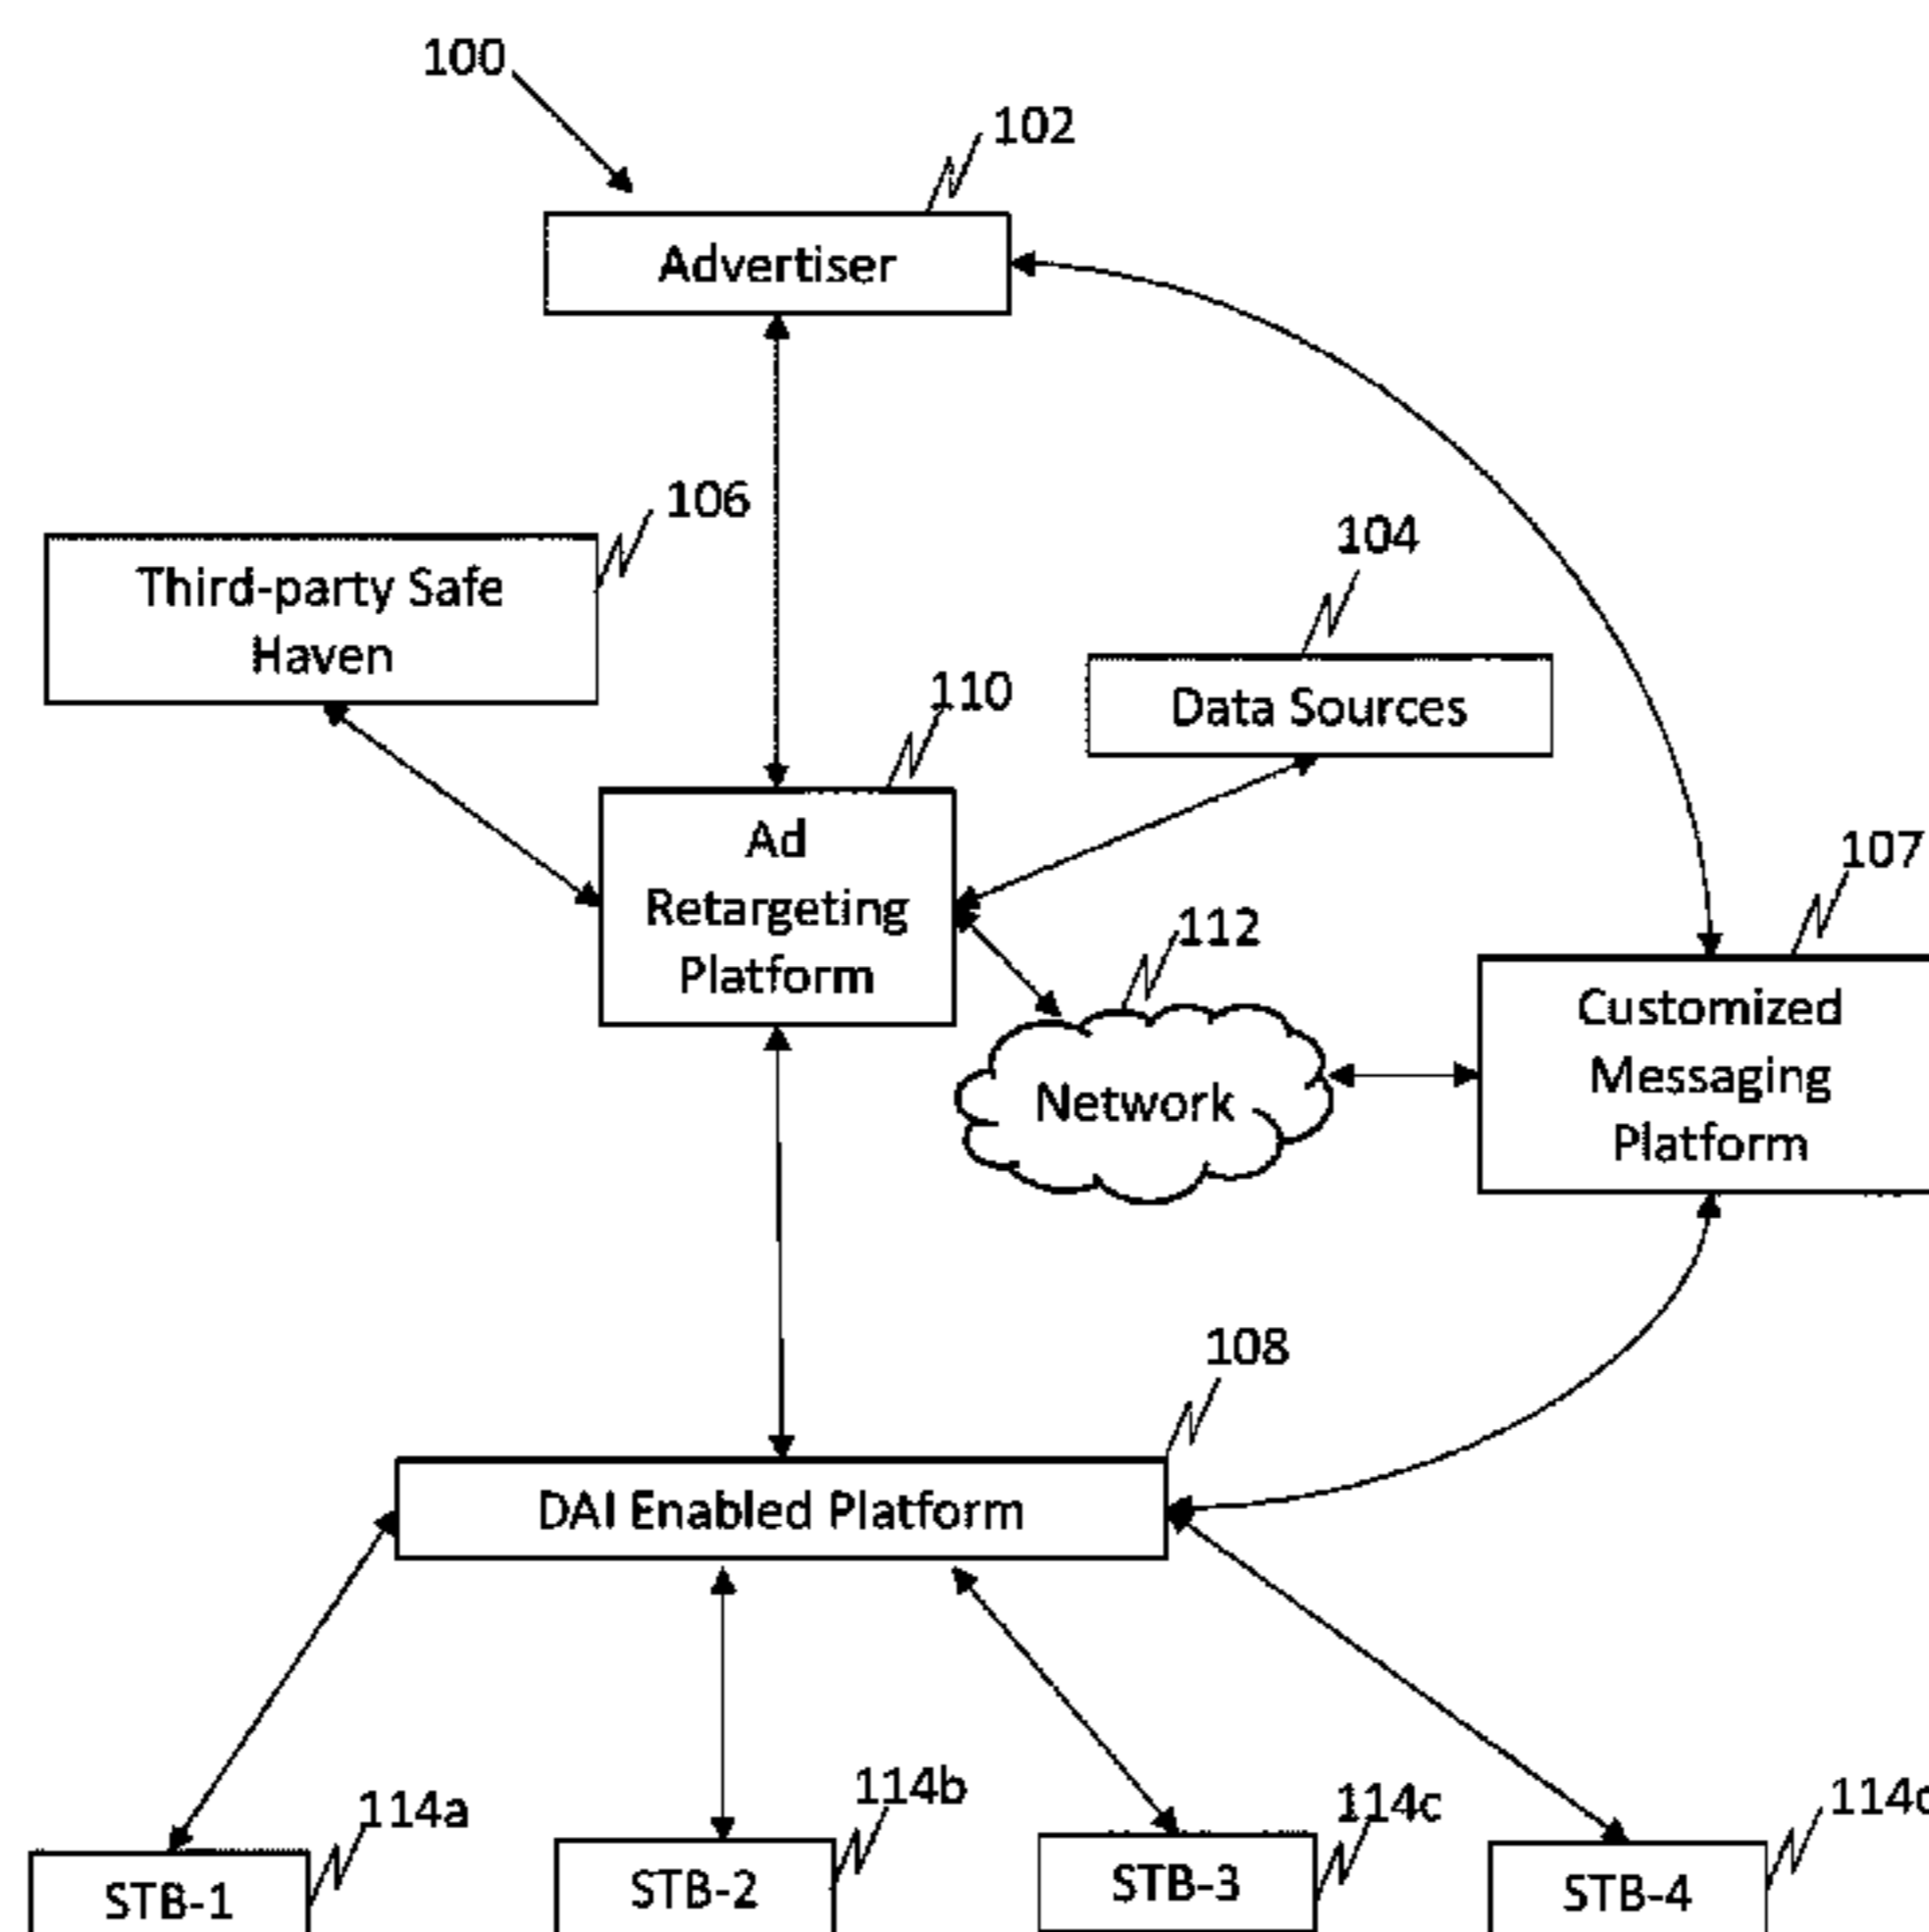 100
102
Advertiser
106
104
Third-party Safe
Haven
110
Data Sources
Ad
Retargeting
Platform
107
112
Customized
Messaging
Platform
Network
108
DAI Enabled Platform
114a
114b
114c
STB-1
STB-2
STB-3
STB-4